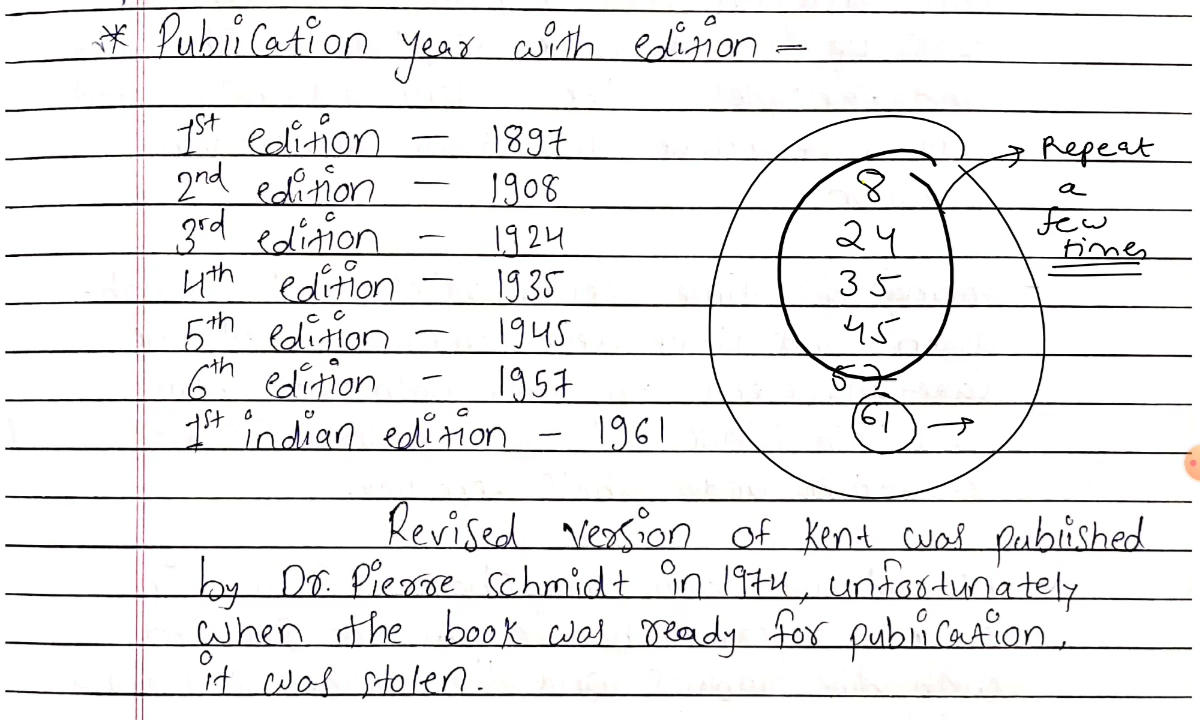 * Publication year with edition =
1st edition — 1897
2nd edition — 1908
3rd edition — 1924
4th edition — 1935
5th edition — 1945
6th edition — 1957
1st indian edition — 1961
8
24
35
45
57
61 →
→ Repeat
a
few
times
Revised version of Kent was published
by Dr. Pierre schmidt in 1974, unfortunately
when the book was ready for publication,
it was stolen.